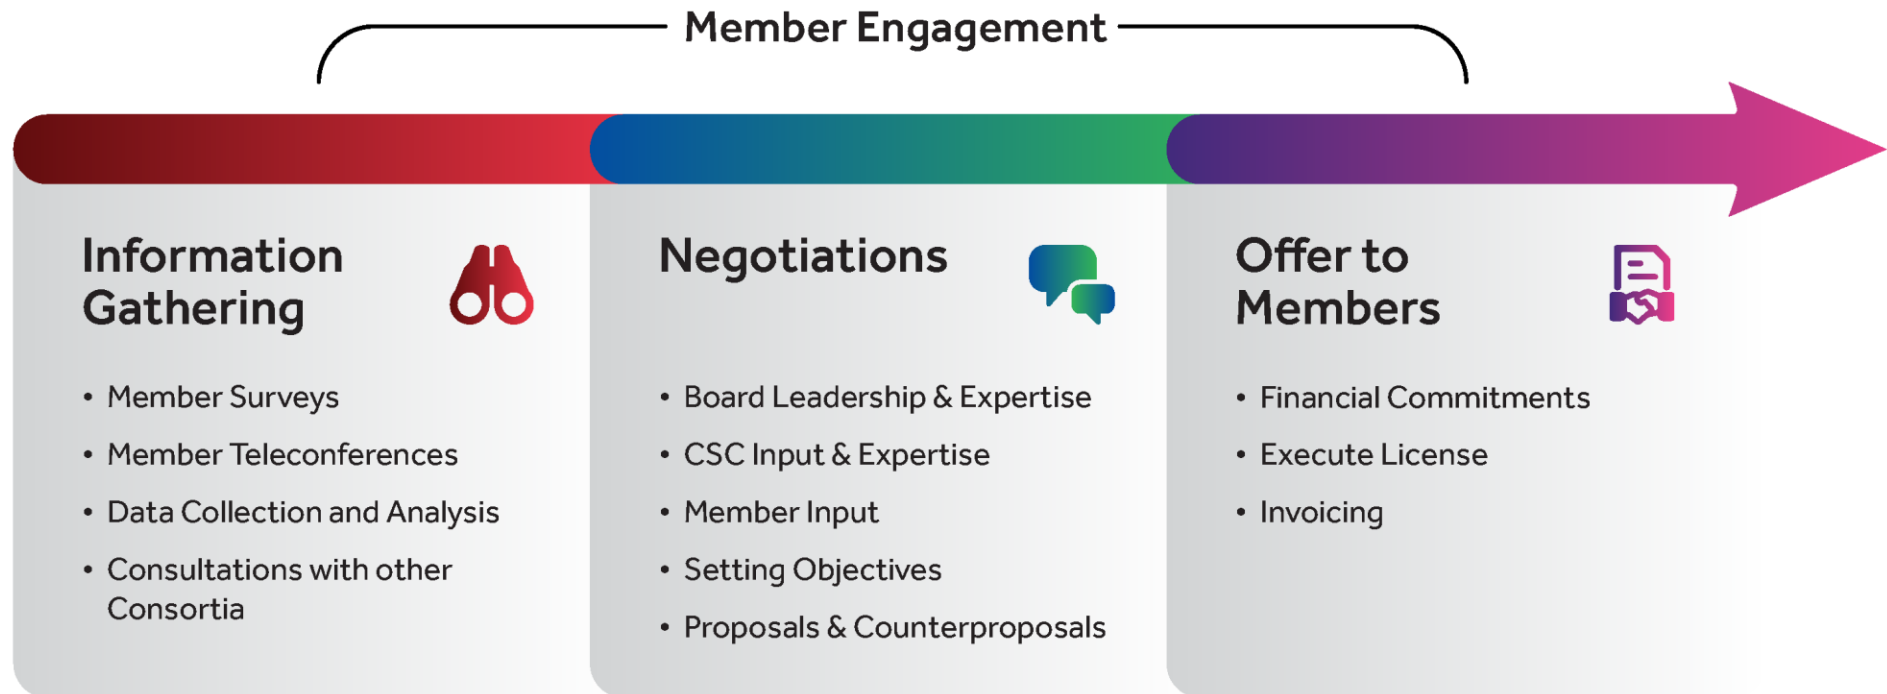 Member Engagement
Information
Gathering
• Member Surveys
• Member Teleconferences
• Data Collection and Analysis
• Consultations with other
Consortia
Negotiations
• Board Leadership & Expertise
• CSC Input & Expertise
• Member Input
• Setting Objectives
• Proposals & Counterproposals
Offer to
Members
• Financial Commitments
• Execute License
• Invoicing